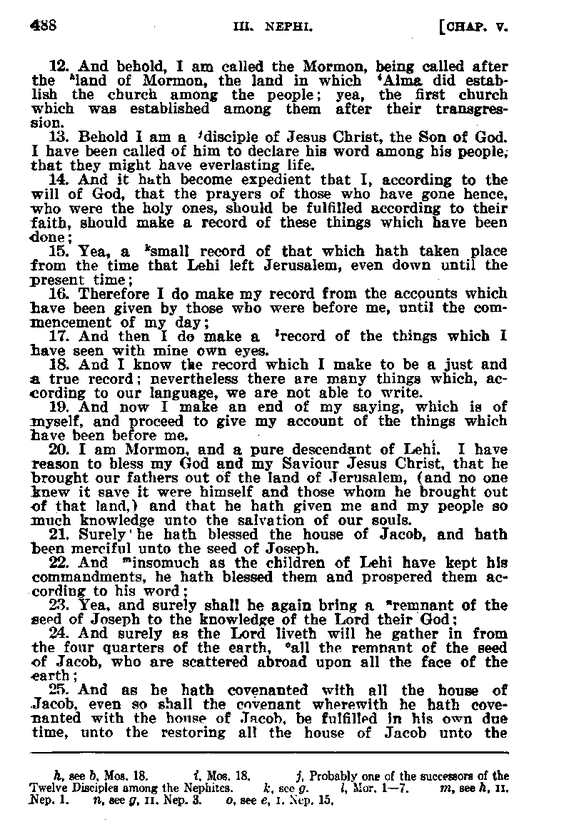 488 III. NEPHI. [CHAP. V.
12. And behold, I am called the Mormon, being called after
the hland of Mormon, the land in which iAlma did estab-
lish the church among the people; yea, the first church
which was established among them after their transgres-
sion.
13. Behold I am a jdisciple of Jesus Christ, the Son of God.
I have been called of him to declare his word among his people,
that they might have everlasting life.
14. And it hath become expedient that I, according to the
will of God, that the prayers of those who have gone hence,
who were the holy ones, should be fulfilled according to their
faith, should make a record of these things which have been
done;
15. Yea, a ksmall record of that which hath taken place
from the time that Lehi left Jerusalem, even down until the
present time;
16. Therefore I do make my record from the accounts which
have been given by those who were before me, until the com-
mencement of my day;
17. And then I do make a lrecord of the things which I
have seen with mine own eyes.
18. And I know the record which I make to be a just and
a true record; nevertheless there are many things which, ac-
cording to our language, we are not able to write.
19. And now I make an end of my saying, which is of
myself, and proceed to give my account of the things which
have been before me.
20. I am Mormon, and a pure descendant of Lehi. I have
reason to bless my God and my Saviour Jesus Christ, that he
brought our fathers out of the land of Jerusalem, (and no one
knew it save it were himself and those whom he brought out
of that land,) and that he hath given me and my people so
much knowledge unto the salvation of our souls.
21. Surely he hath blessed the house of Jacob, and hath
been merciful unto the seed of Joseph.
22. And minsomuch as the children of Lehi have kept his
commandments, he hath blessed them and prospered them ac-
cording to his word;
23. Yea, and surely shall he again bring a nremnant of the
seed of Joseph to the knowledge of the Lord their God;
24. And surely as the Lord liveth will he gather in from
the four quarters of the earth, oall the remnant of the seed
of Jacob, who are scattered abroad upon all the face of the
earth;
25. And as he hath covenanted with all the house of
Jacob, even so shall the covenant wherewith he hath cove-
nanted with the house of Jacob, be fulfilled in his own due
time, unto the restoring all the house of Jacob unto the
h, see b, Mos. 18. i, Mos. 18. j, Probably one of the successors of the
Twelve Disciples among the Nephites. k, see g. l, Mor. 1—7. m, see h, II.
Nep. 1. n, see g, II. Nep. 3. o, see e, I. Nep. 15.